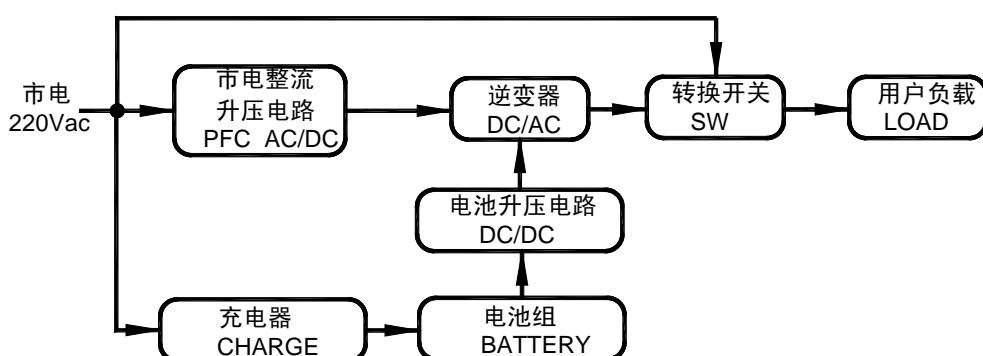 市电
220Vac
市电整流
升压电路
PFC AC/DC
逆变器
DC/AC
转换开关
SW
用户负载
LOAD
电池升压电路
DC/DC
充电器
CHARGE
电池组
BATTERY